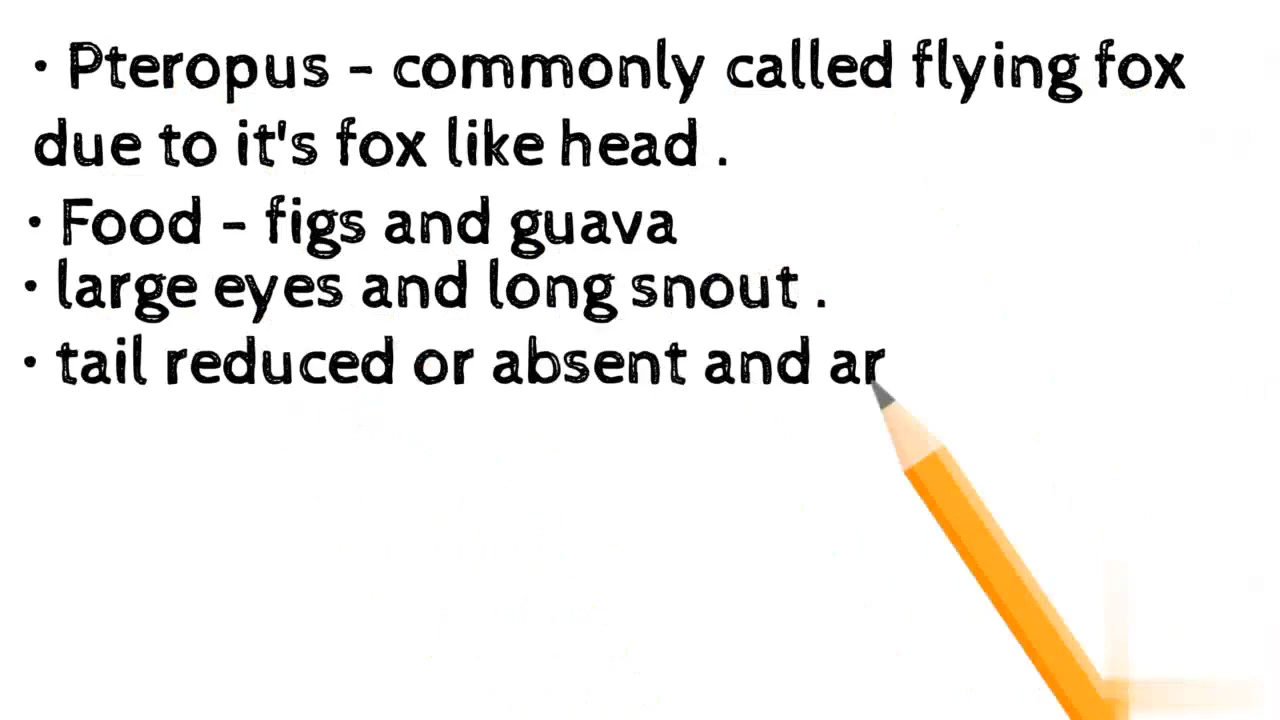 • Pteropus - commonly called flying fox
due to it's fox like head .
• Food - figs and guava
• large eyes and long snout .
• tail reduced or absent and ar